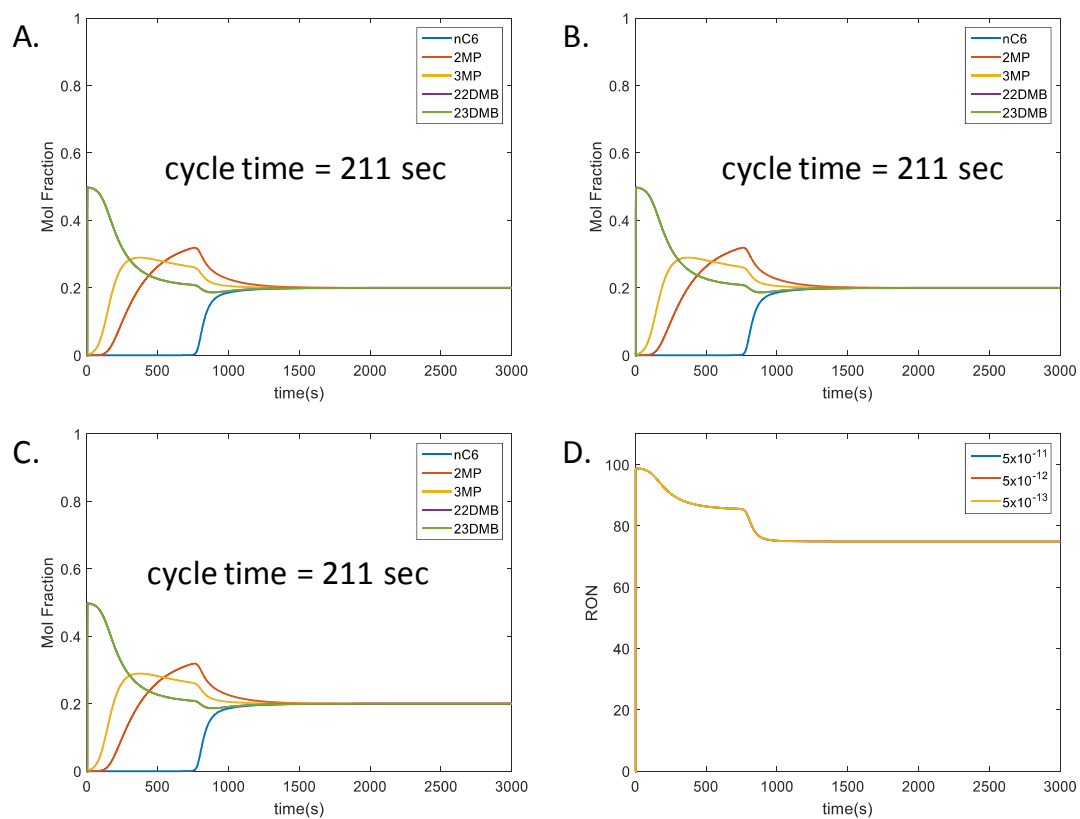 A.
1
0.8
0.6
0.4
0.2
0
Mol Fraction
nC6
2MP
3MP
22DMB
23DMB
cycle time = 211 sec
0 500 1000 1500 2000 2500 3000
time(s)
B.
1
0.8
0.6
0.4
0.2
0
Mol Fraction
nC6
2MP
3MP
22DMB
23DMB
cycle time = 211 sec
0 500 1000 1500 2000 2500 3000
time(s)
C.
1
0.8
0.6
0.4
0.2
0
Mol Fraction
nC6
2MP
3MP
22DMB
23DMB
cycle time = 211 sec
0 500 1000 1500 2000 2500 3000
time(s)
D.
100
80
60
40
20
0
RON
5x10⁻¹¹
5x10⁻¹²
5x10⁻¹³
0 500 1000 1500 2000 2500 3000
time(s)